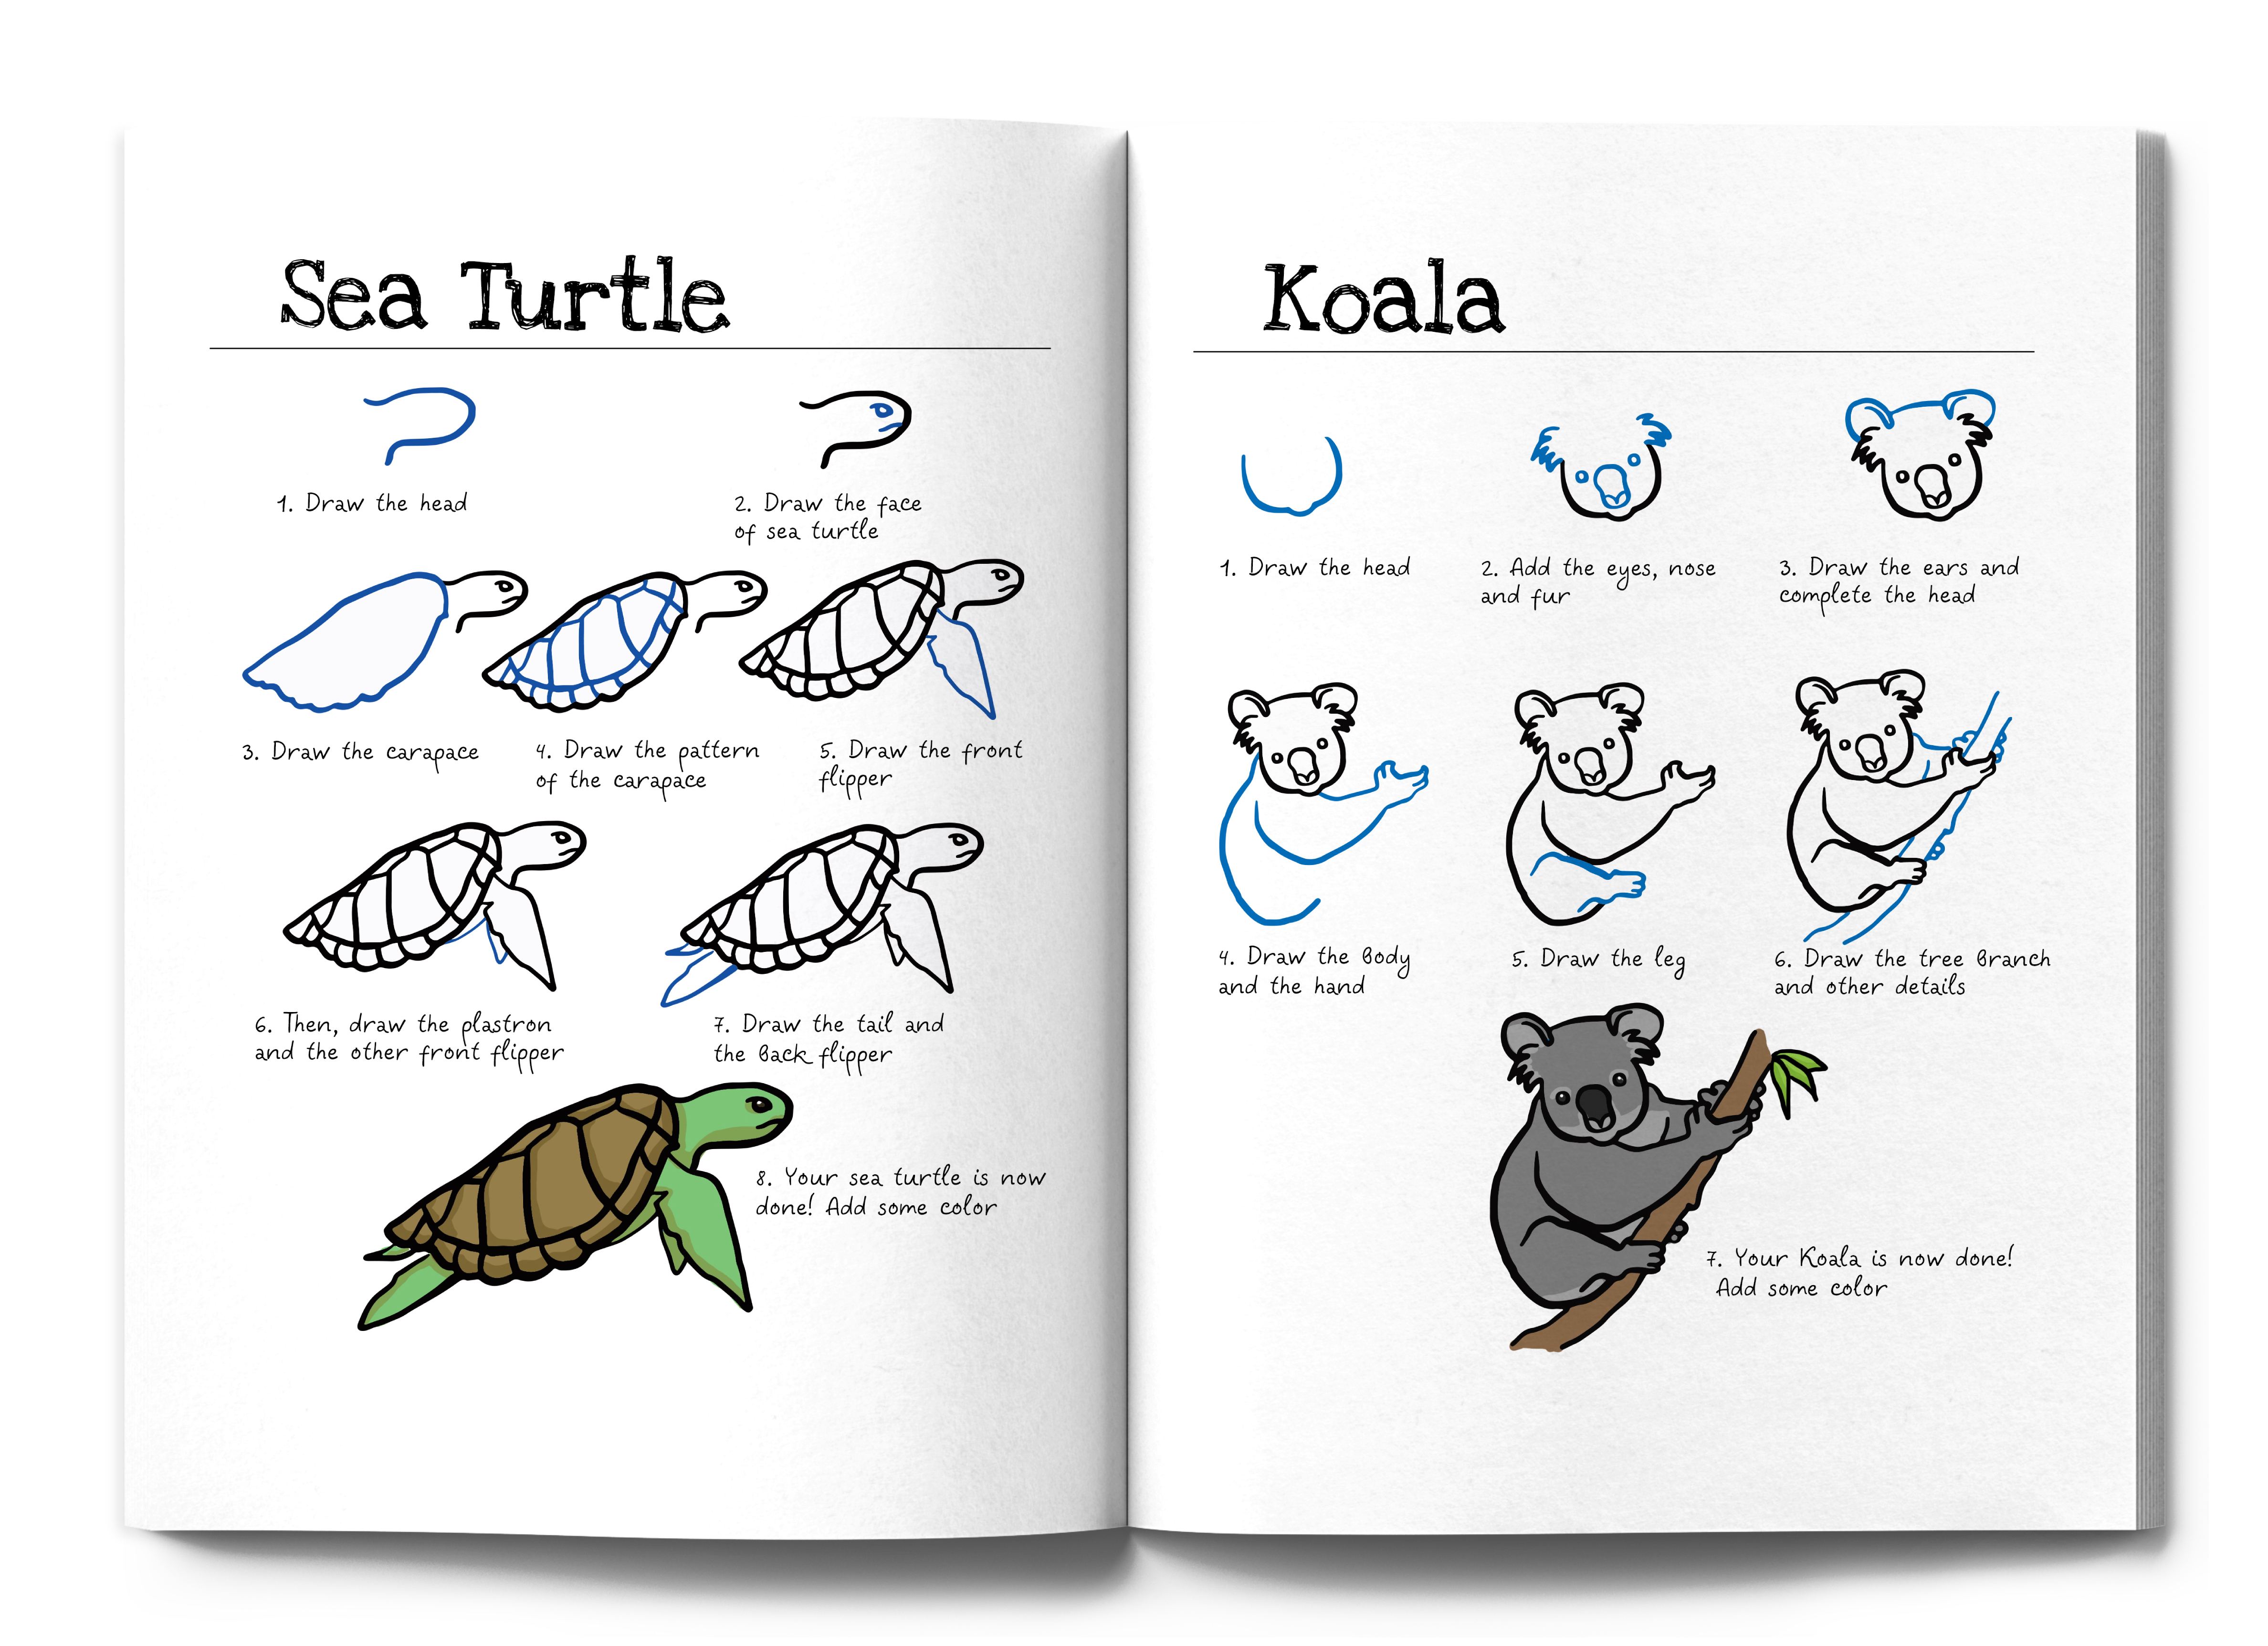 Sea Turtle
1. Draw the head
2. Draw the face
of sea turtle
3. Draw the carapace
4. Draw the pattern
of the carapace
5. Draw the front
flipper
6. Then, draw the plastron
and the other front flipper
7. Draw the tail and
the Back flipper
8. Your sea turtle is now
done! Add some color
Koala
1. Draw the head
2. Add the eyes, nose
and fur
3. Draw the ears and
complete the head
4. Draw the Body
and the hand
5. Draw the leg
6. Draw the tree Branch
and other details
7. Your Koala is now done!
Add some color